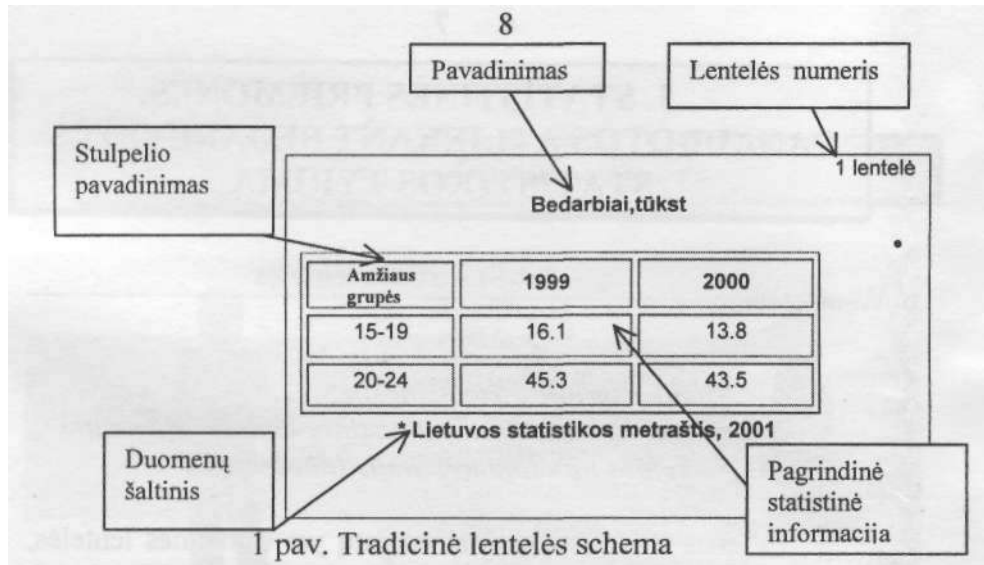 8
Pavadinimas
Lentelės numeris
Stulpelio
pavadinimas
1 lentelė
Bedarbiai,tūkst
Amžiaus
grupės
1999
2000
15-19
16.1
13.8
20-24
45.3
43.5
* Lietuvos statistikos metraštis, 2001
Duomenų
šaltinis
Pagrindinė
statistinė
informacija
1 pav. Tradicinė lentelės schema